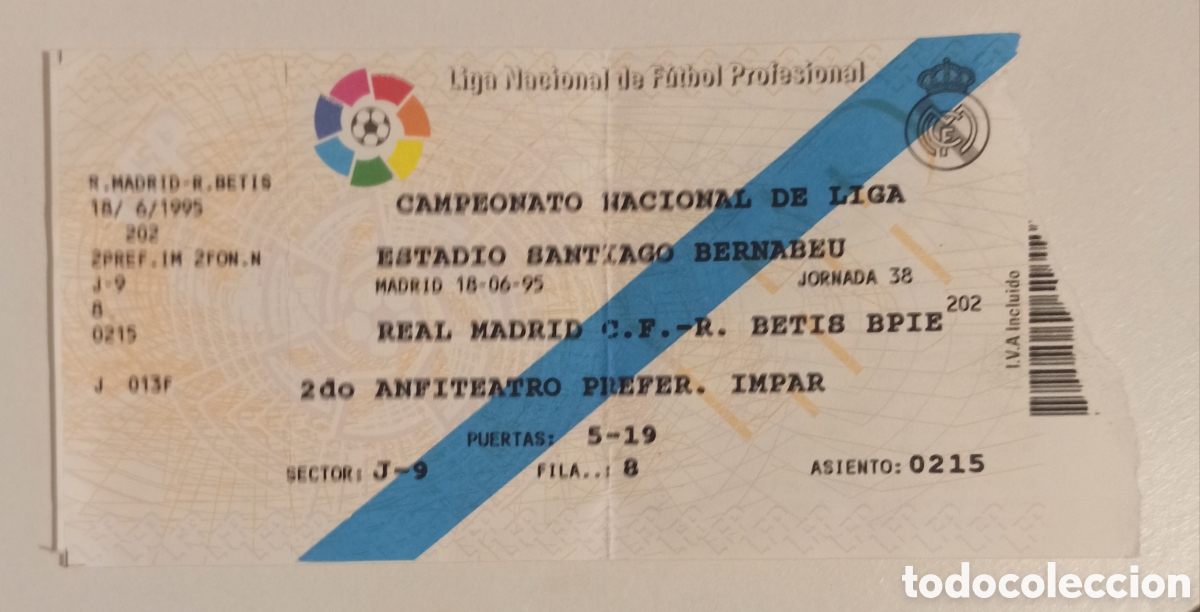 Liga Nacional de Fútbol Profesional
R.MADRID-R.BETIS
18/ 6/1995
202
2PREF.IM 2FON.N
J-9
8
0215
J 013F
CAMPEONATO NACIONAL DE LIGA
ESTADIO SANTIAGO BERNABEU
MADRID 18-06-95
JORNADA 38
REAL MADRID C.F.-R. BETIS BPIE
202
2do ANFITEATRO PREFER. IMPAR
PUERTAS: 5-19
SECTOR: J-9
FILA..: 8
ASIENTO: 0215
I.V.A Incluido
todocoleccion